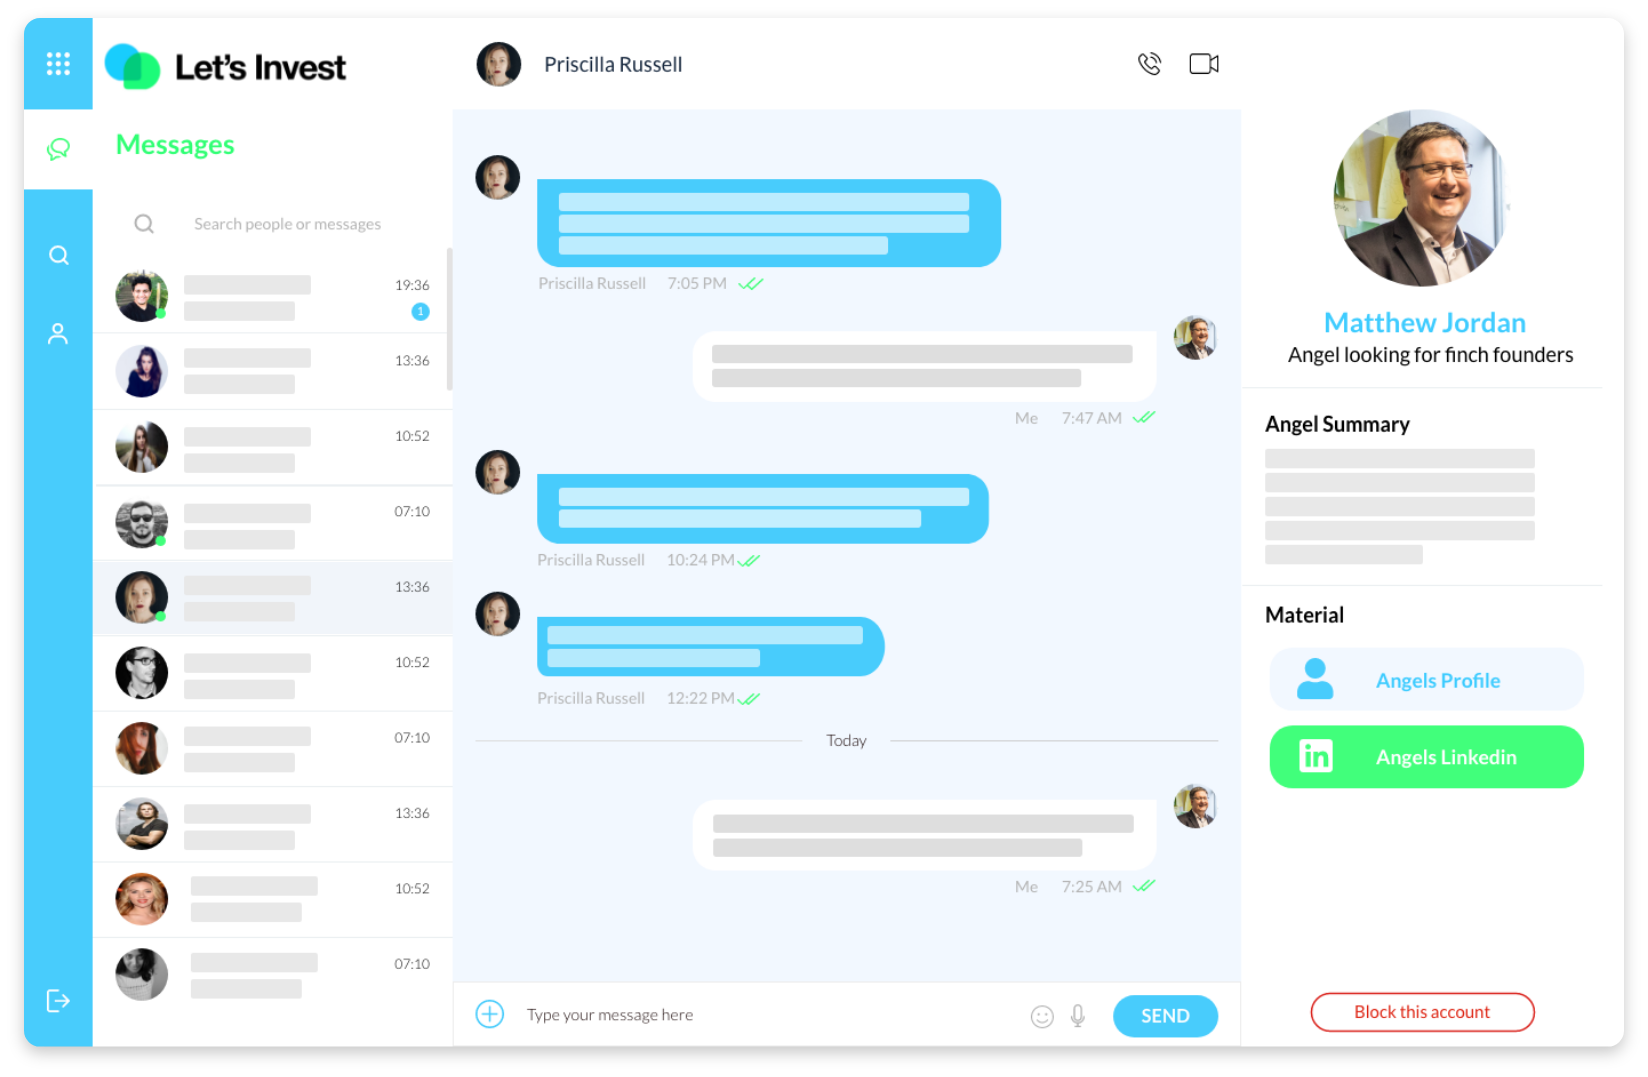 Let's Invest
Messages
Search people or messages
19:36
1
13:36
10:52
07:10
13:36
10:52
07:10
13:36
10:52
07:10
Priscilla Russell
Priscilla Russell 7:05 PM
Me 7:47 AM
Priscilla Russell 10:24 PM
Priscilla Russell 12:22 PM
Today
Me 7:25 AM
Type your message here
SEND
Matthew Jordan
Angel looking for finch founders
Angel Summary
Material
Angels Profile
in
Angels Linkedin
Block this account